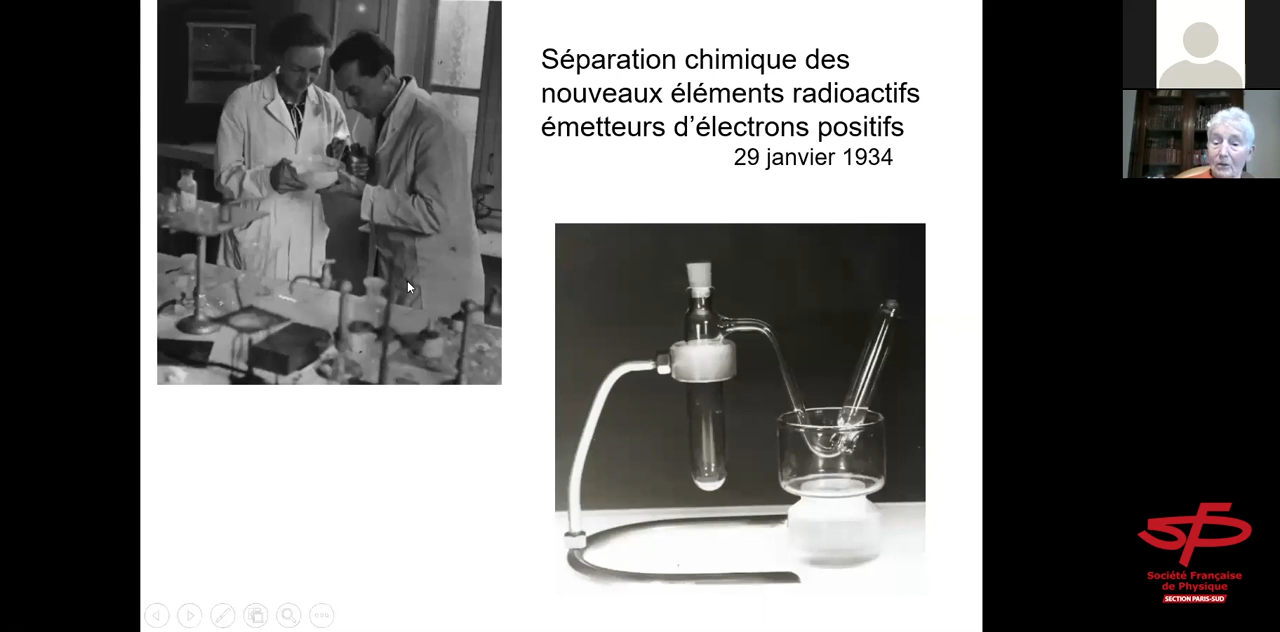 Séparation chimique des
nouveaux éléments radioactifs
émetteurs d’électrons positifs
29 janvier 1934
sfp
Société Française
de Physique
SECTION PARIS-SUD